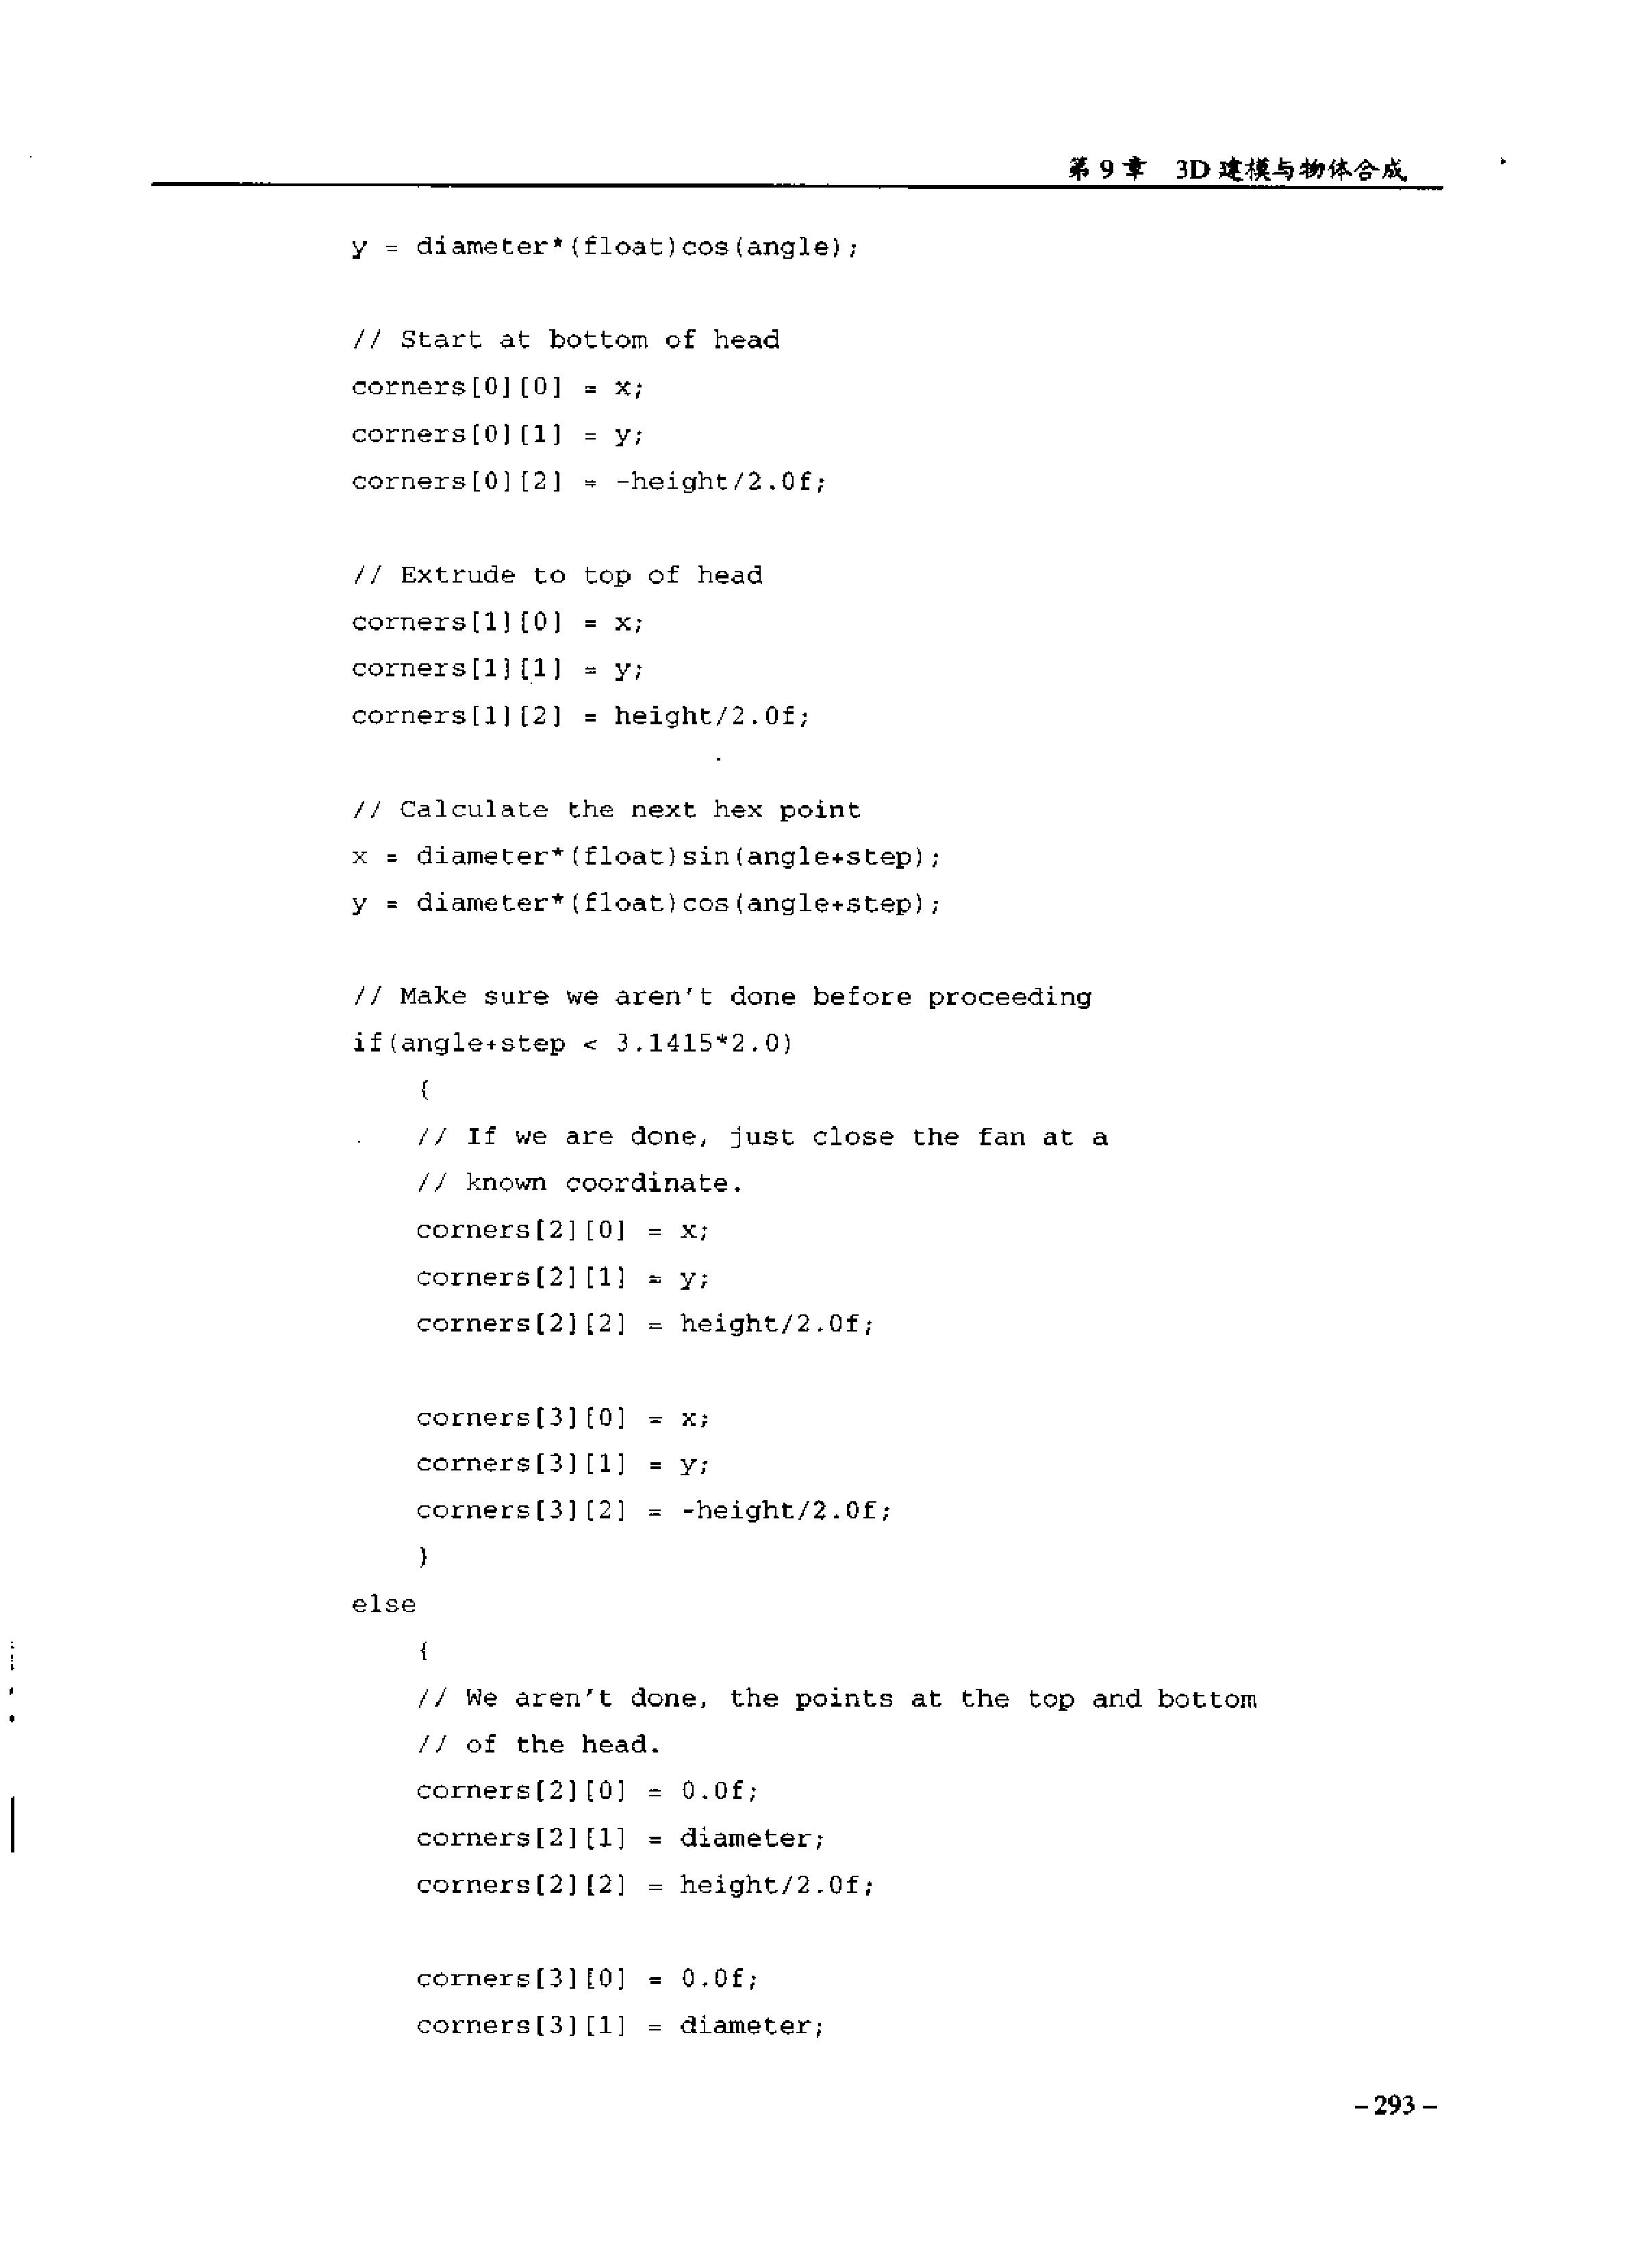 第 9 章 3D 建模与物体合成
y = diameter*(float)cos(angle);
// Start at bottom of head
corners[0][0] = x;
corners[0][1] = y;
corners[0][2] = -height/2.0f;
// Extrude to top of head
corners[1][0] = x;
corners[1][1] = y;
corners[1][2] = height/2.0f;
// Calculate the next hex point
x = diameter*(float)sin(angle+step);
y = diameter*(float)cos(angle+step);
// Make sure we aren't done before proceeding
if(angle+step < 3.1415*2.0)
{
// If we are done, just close the fan at a
// known coordinate.
corners[2][0] = x;
corners[2][1] = y;
corners[2][2] = height/2.0f;
corners[3][0] = x;
corners[3][1] = y;
corners[3][2] = -height/2.0f;
}
else
{
// We aren't done, the points at the top and bottom
// of the head.
corners[2][0] = 0.0f;
corners[2][1] = diameter;
corners[2][2] = height/2.0f;
corners[3][0] = 0.0f;
corners[3][1] = diameter;
-293-